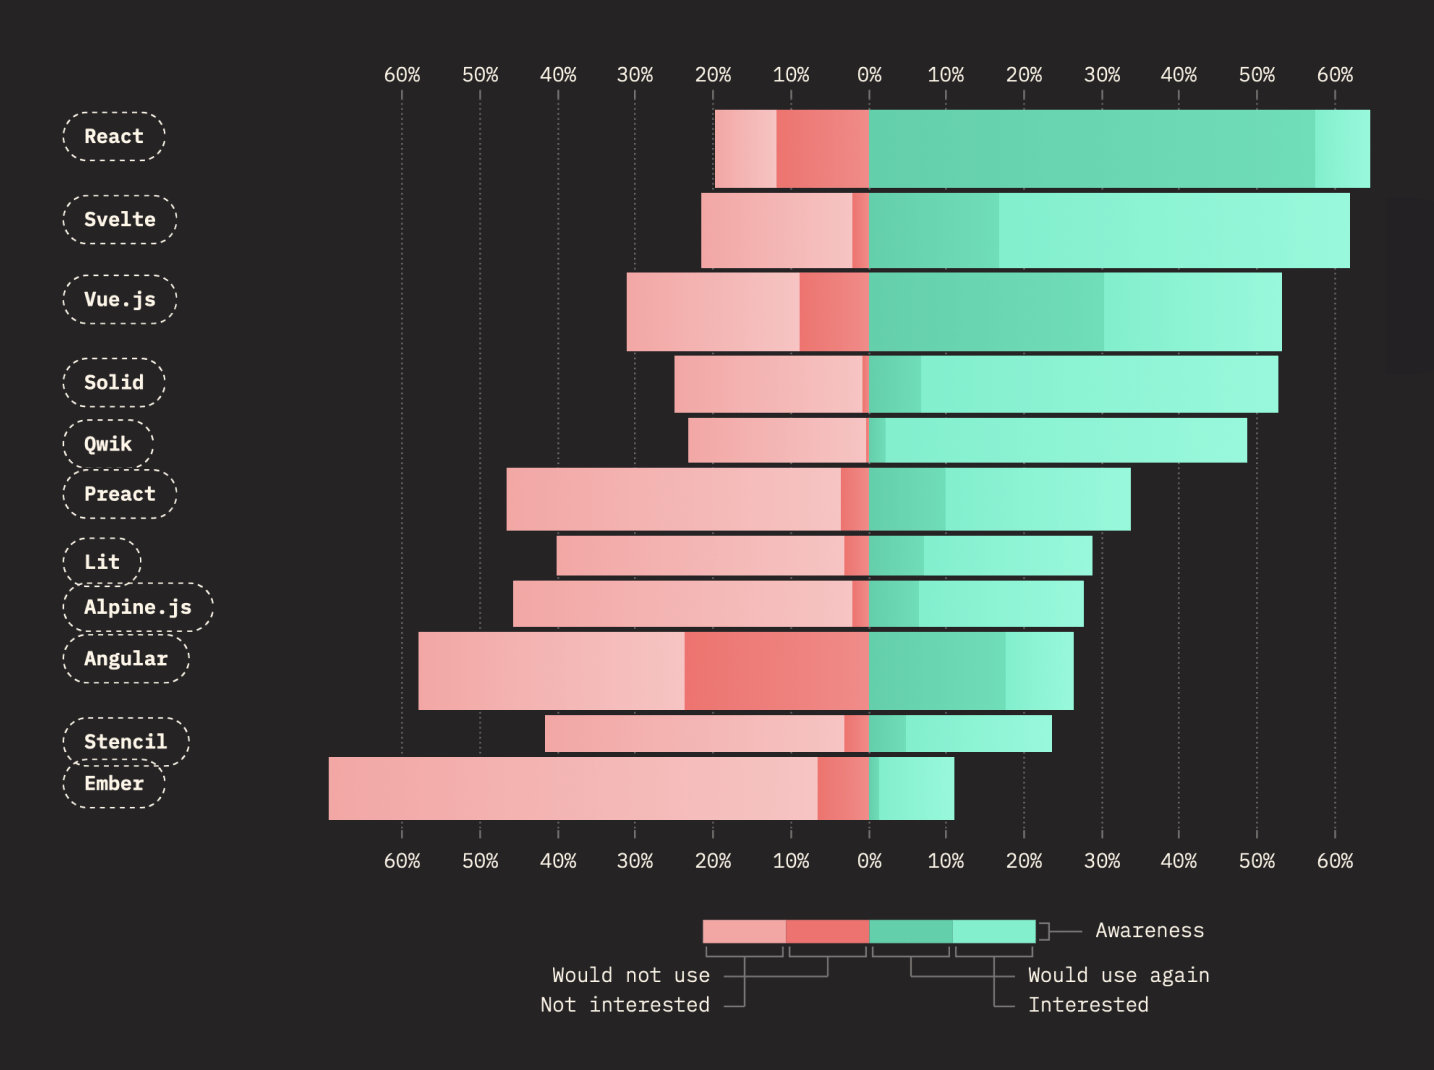 60% 50% 40% 30% 20% 10% 0% 10% 20% 30% 40% 50% 60%
React
Svelte
Vue.js
Solid
Qwik
Preact
Lit
Alpine.js
Angular
Stencil
Ember
60% 50% 40% 30% 20% 10% 0% 10% 20% 30% 40% 50% 60%
Awareness
Would not use
Would use again
Not interested
Interested